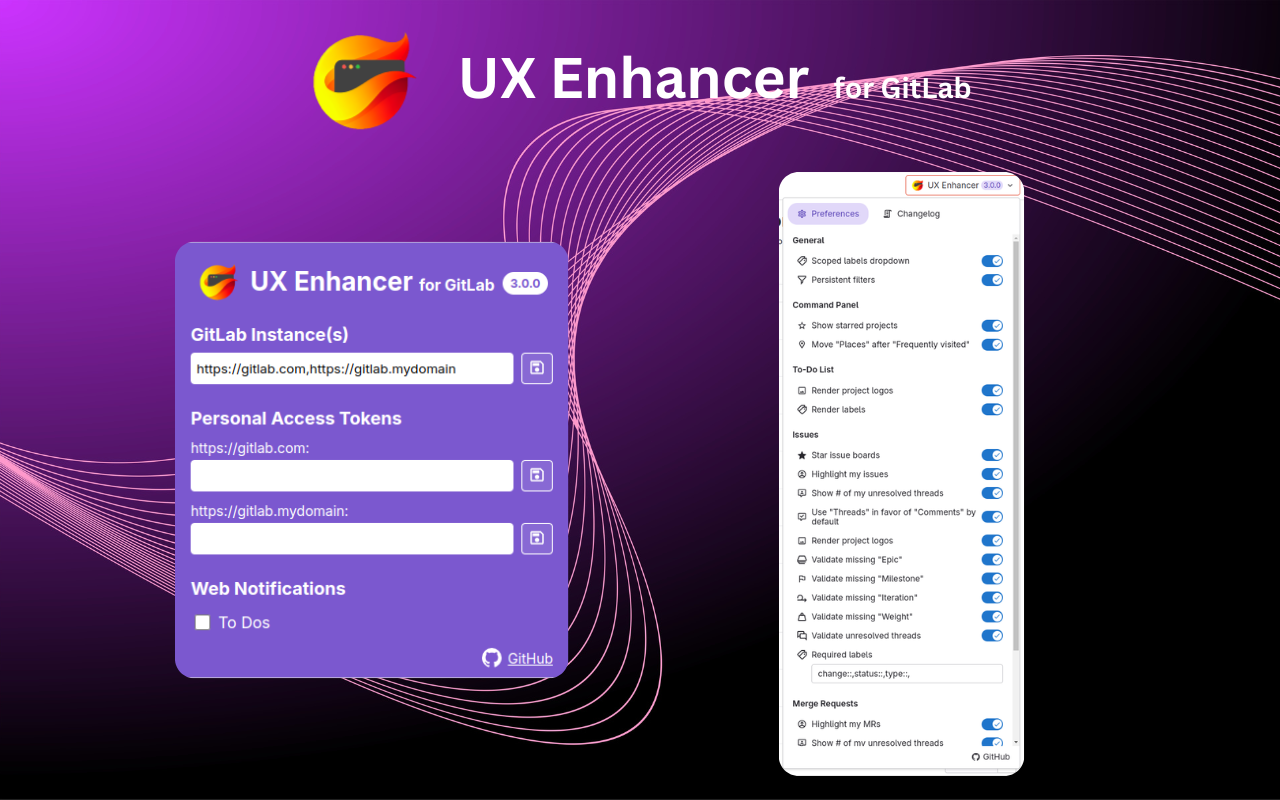 UX Enhancer for GitLab
UX Enhancer for GitLab 3.0.0
GitLab Instance(s)
https://gitlab.com,https://gitlab.mydomain
Personal Access Tokens
https://gitlab.com:
https://gitlab.mydomain:
Web Notifications
To Dos
GitHub
UX Enhancer 3.0.0
Preferences Changelog
General
Scoped labels dropdown
Persistent filters
Command Panel
Show starred projects
Move "Places" after "Frequently visited"
To-Do List
Render project logos
Render labels
Issues
Star issue boards
Highlight my issues
Show # of my unresolved threads
Use "Threads" in favor of "Comments" by
default
Render project logos
Validate missing "Epic"
Validate missing "Milestone"
Validate missing "Iteration"
Validate missing "Weight"
Validate unresolved threads
Required labels
change::,status::,type::,
Merge Requests
Highlight my MRs
Show # of my unresolved threads
GitHub